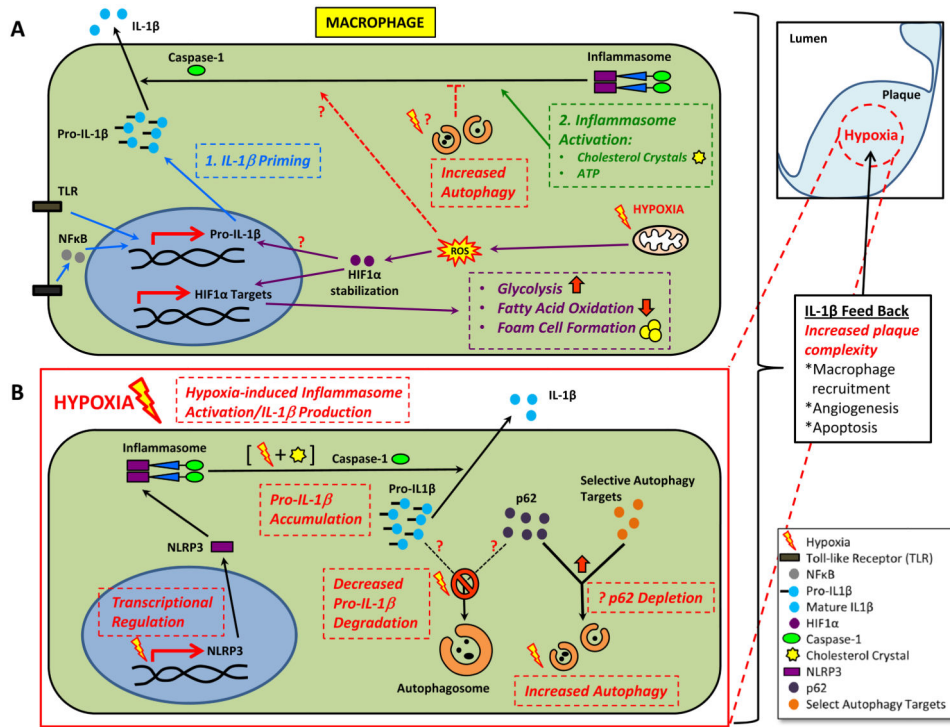 A
IL-1β
MACROPHAGE
Caspase-1
Inflammasome
Pro-IL-1β
1. IL-1β Priming
?
?
Increased
Autophagy
2. Inflammasome
Activation:
• Cholesterol Crystals
• ATP
TLR
NFκB
Pro-IL-1β
?
HIF1α
stabilization
ROS
HYPOXIA
HIF1α Targets
• Glycolysis
• Fatty Acid Oxidation
• Foam Cell Formation
Lumen
Plaque
Hypoxia
IL-1β Feed Back
Increased plaque
complexity
*Macrophage
recruitment
*Angiogenesis
*Apoptosis
B
HYPOXIA
Hypoxia-induced Inflammasome
Activation/IL-1β Production
IL-1β
Inflammasome
[ + ]
Caspase-1
Pro-IL-1β
Accumulation
Pro-IL1β
p62
Selective Autophagy
Targets
NLRP3
?
?
Decreased
Pro-IL-1β
Degradation
? p62 Depletion
Transcriptional
Regulation
NLRP3
Autophagosome
Increased Autophagy
Hypoxia
Toll-like Receptor (TLR)
NFκB
Pro-IL1β
Mature IL1β
HIF1α
Caspase-1
Cholesterol Crystal
NLRP3
p62
Select Autophagy Targets